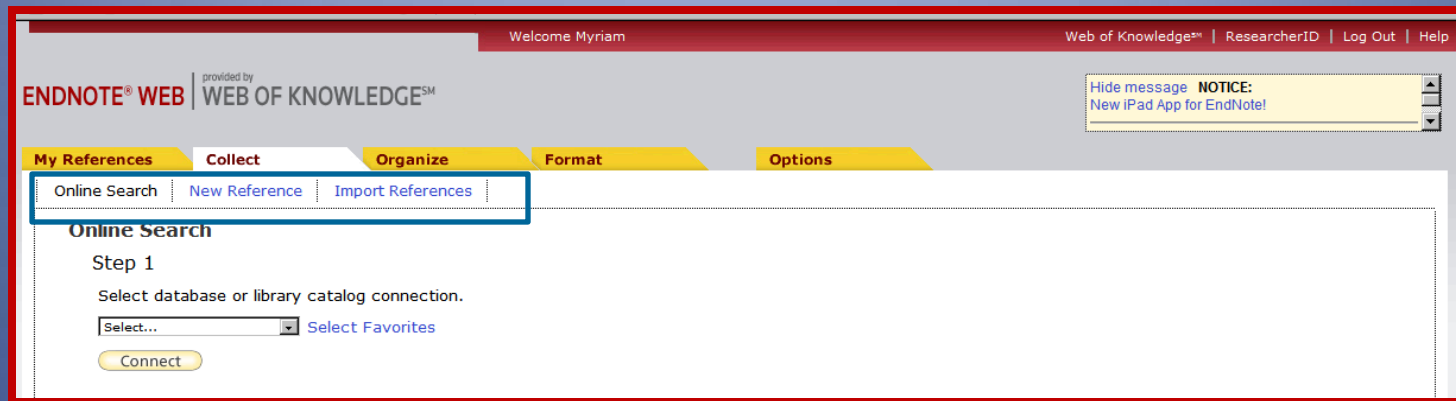 Welcome Myriam
Web of Knowledge℠ | ResearcherID | Log Out | Help
ENDNOTE® WEB | provided by WEB OF KNOWLEDGE℠
Hide message NOTICE:
New iPad App for EndNote!
My References Collect Organize Format Options
Online Search New Reference Import References
Online Search
Step 1
Select database or library catalog connection.
Select... Select Favorites
Connect